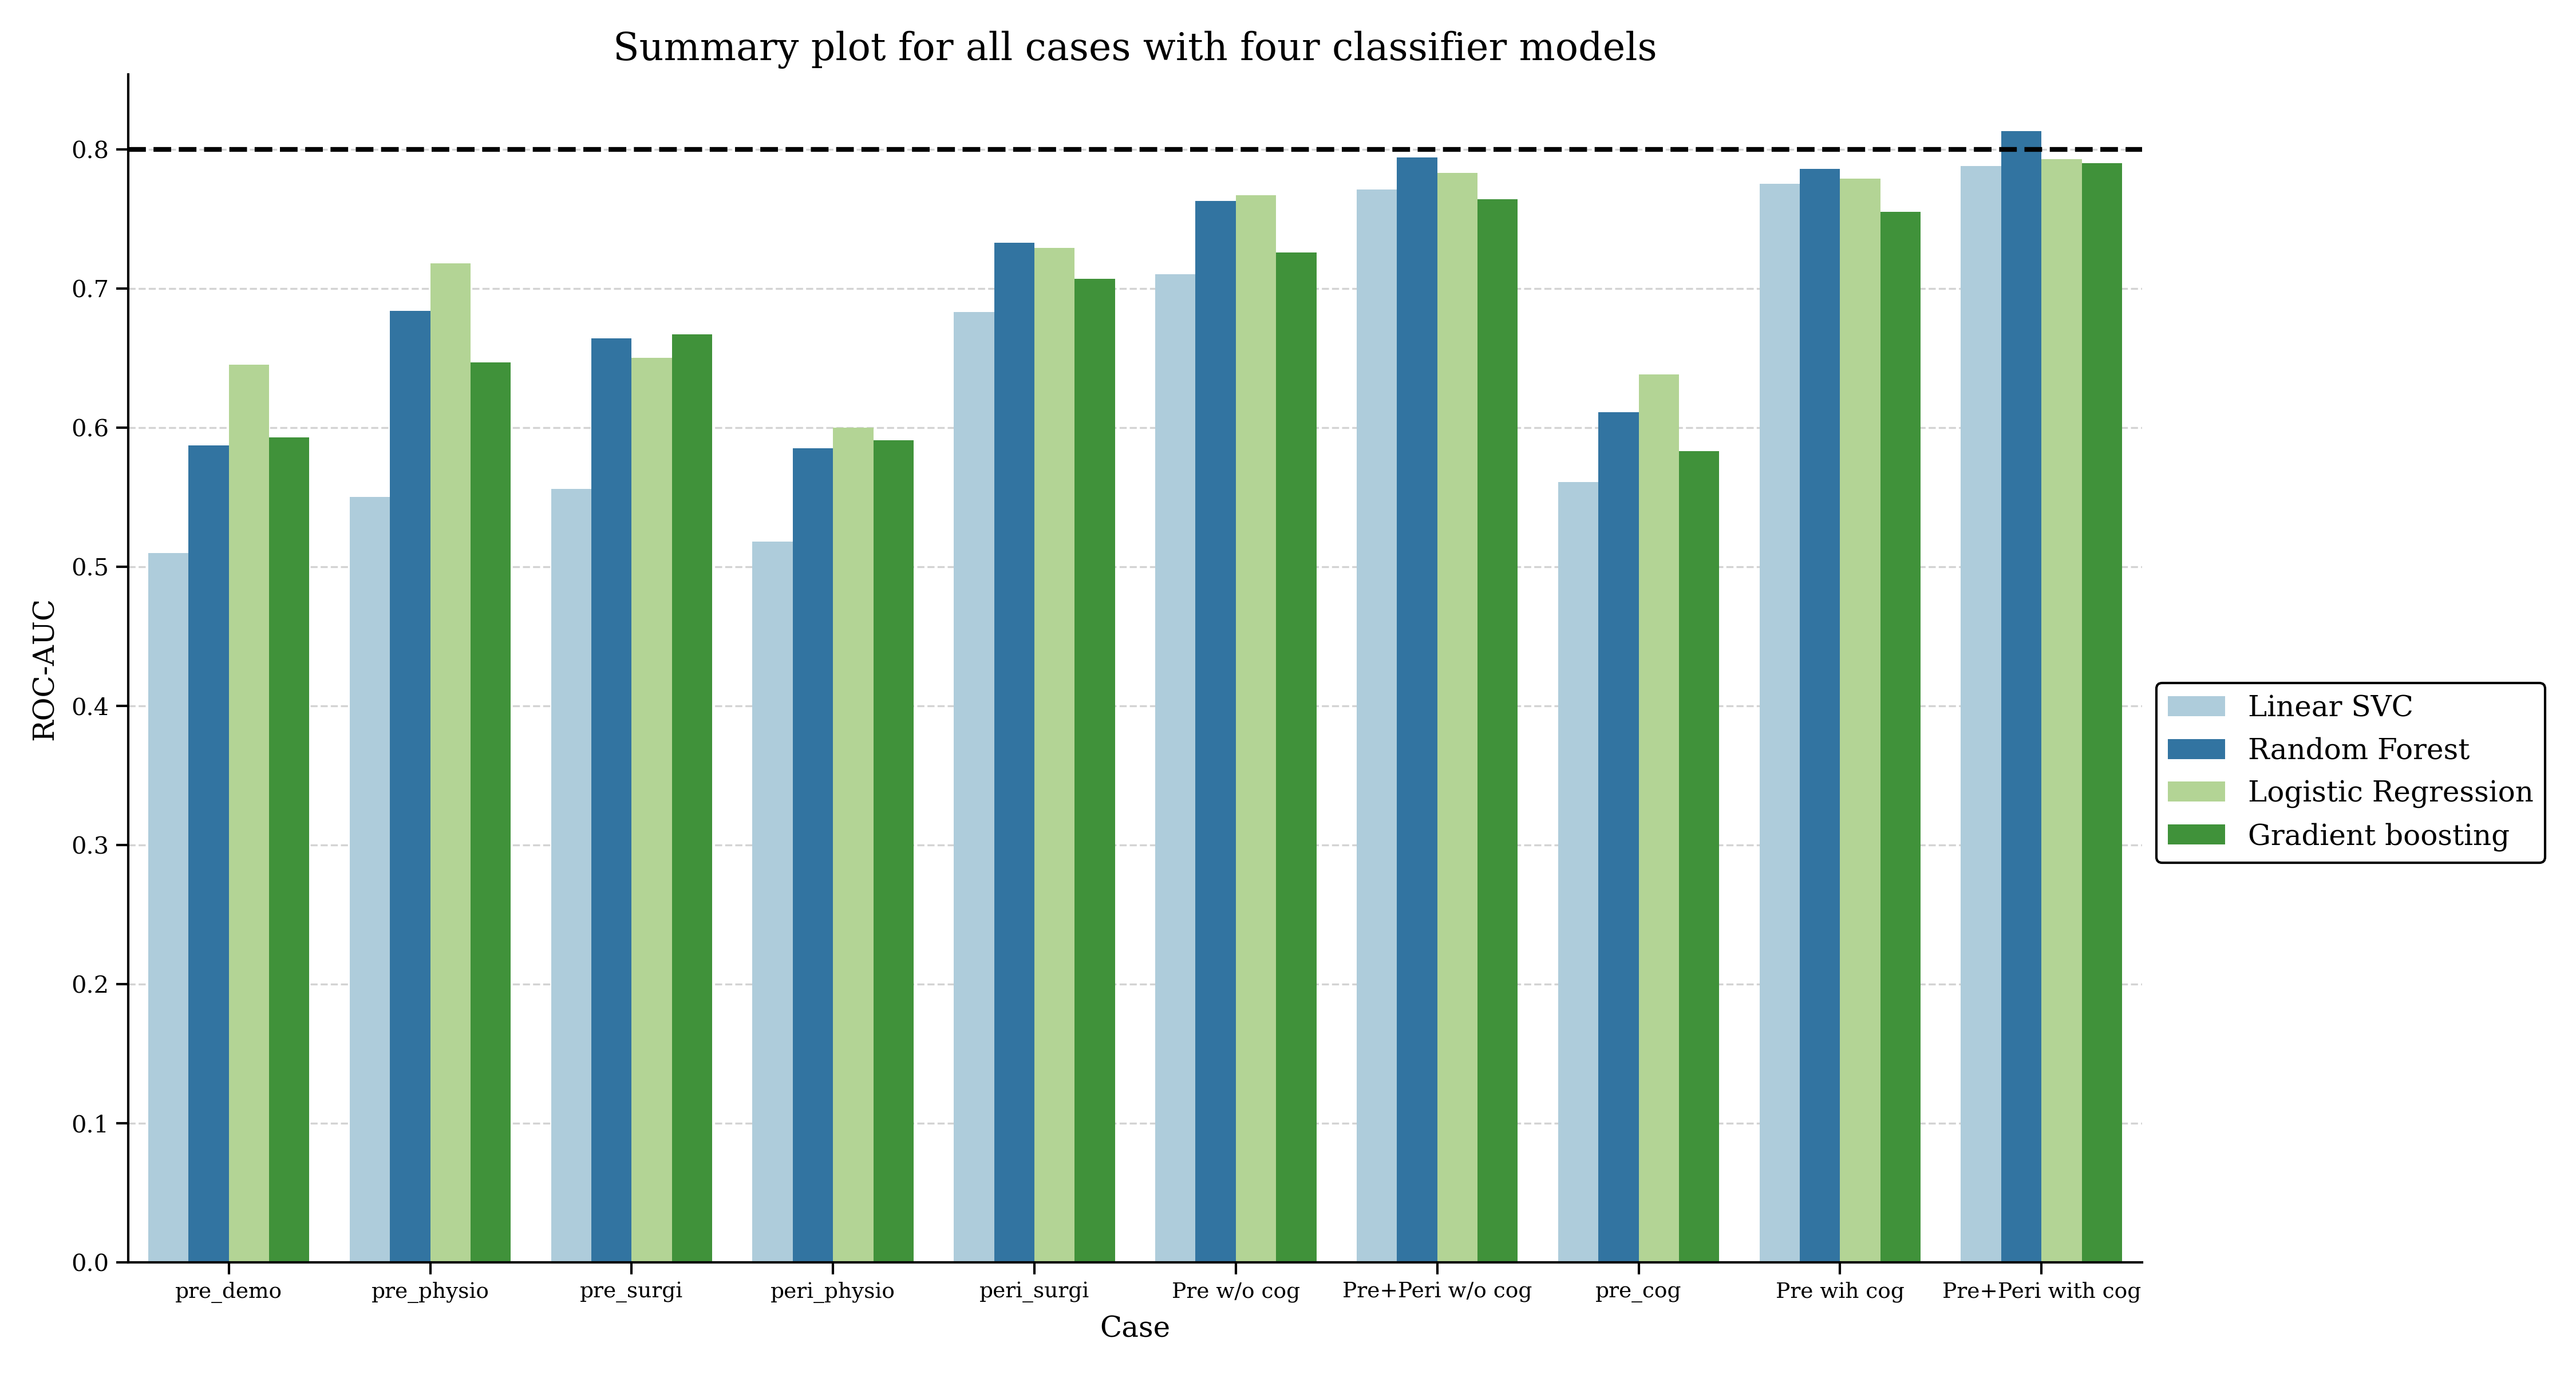 Summary plot for all cases with four classifier models
ROC-AUC
0.8
0.7
0.6
0.5
0.4
0.3
0.2
0.1
0.0
pre_demo
pre_physio
pre_surgi
peri_physio
peri_surgi
Pre w/o cog
Pre+Peri w/o cog
pre_cog
Pre wih cog
Pre+Peri with cog
Case
Linear SVC
Random Forest
Logistic Regression
Gradient boosting